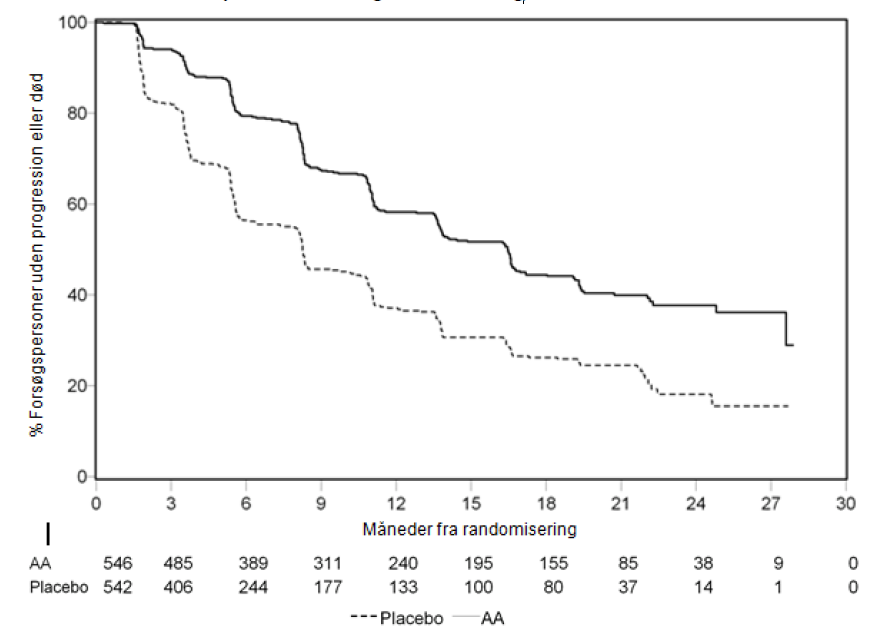 % Forsøgspersoner uden progression eller død
100
80
60
40
20
0
0 3 6 9 12 15 18 21 24 27 30
Måneder fra randomisering
AA 546 485 389 311 240 195 155 85 38 9 0
Placebo 542 406 244 177 133 100 80 37 14 1 0
Placebo AA